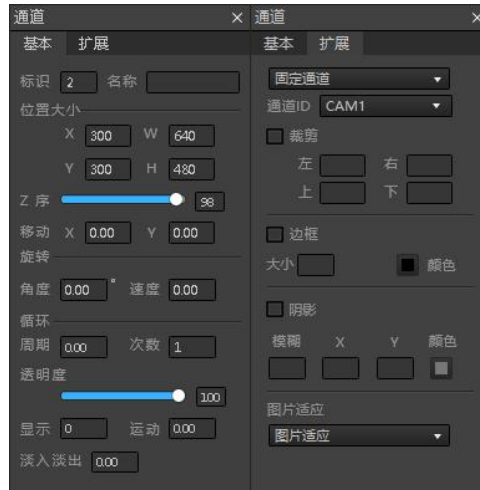 通道
基本 扩展
标识 2 名称
位置大小
X 300 W 640
Y 300 H 480
Z 序 98
移动 X 0.00 Y 0.00
旋转
角度 0.00 ° 速度 0.00
循环
周期 0.00 次数 1
透明度
100
显示 0 运动 0.00
淡入淡出 0.00
通道
基本 扩展
固定通道
通道ID CAM1
裁剪
左 右
上 下
边框
大小 颜色
阴影
模糊 X Y 颜色
图片适应
图片适应